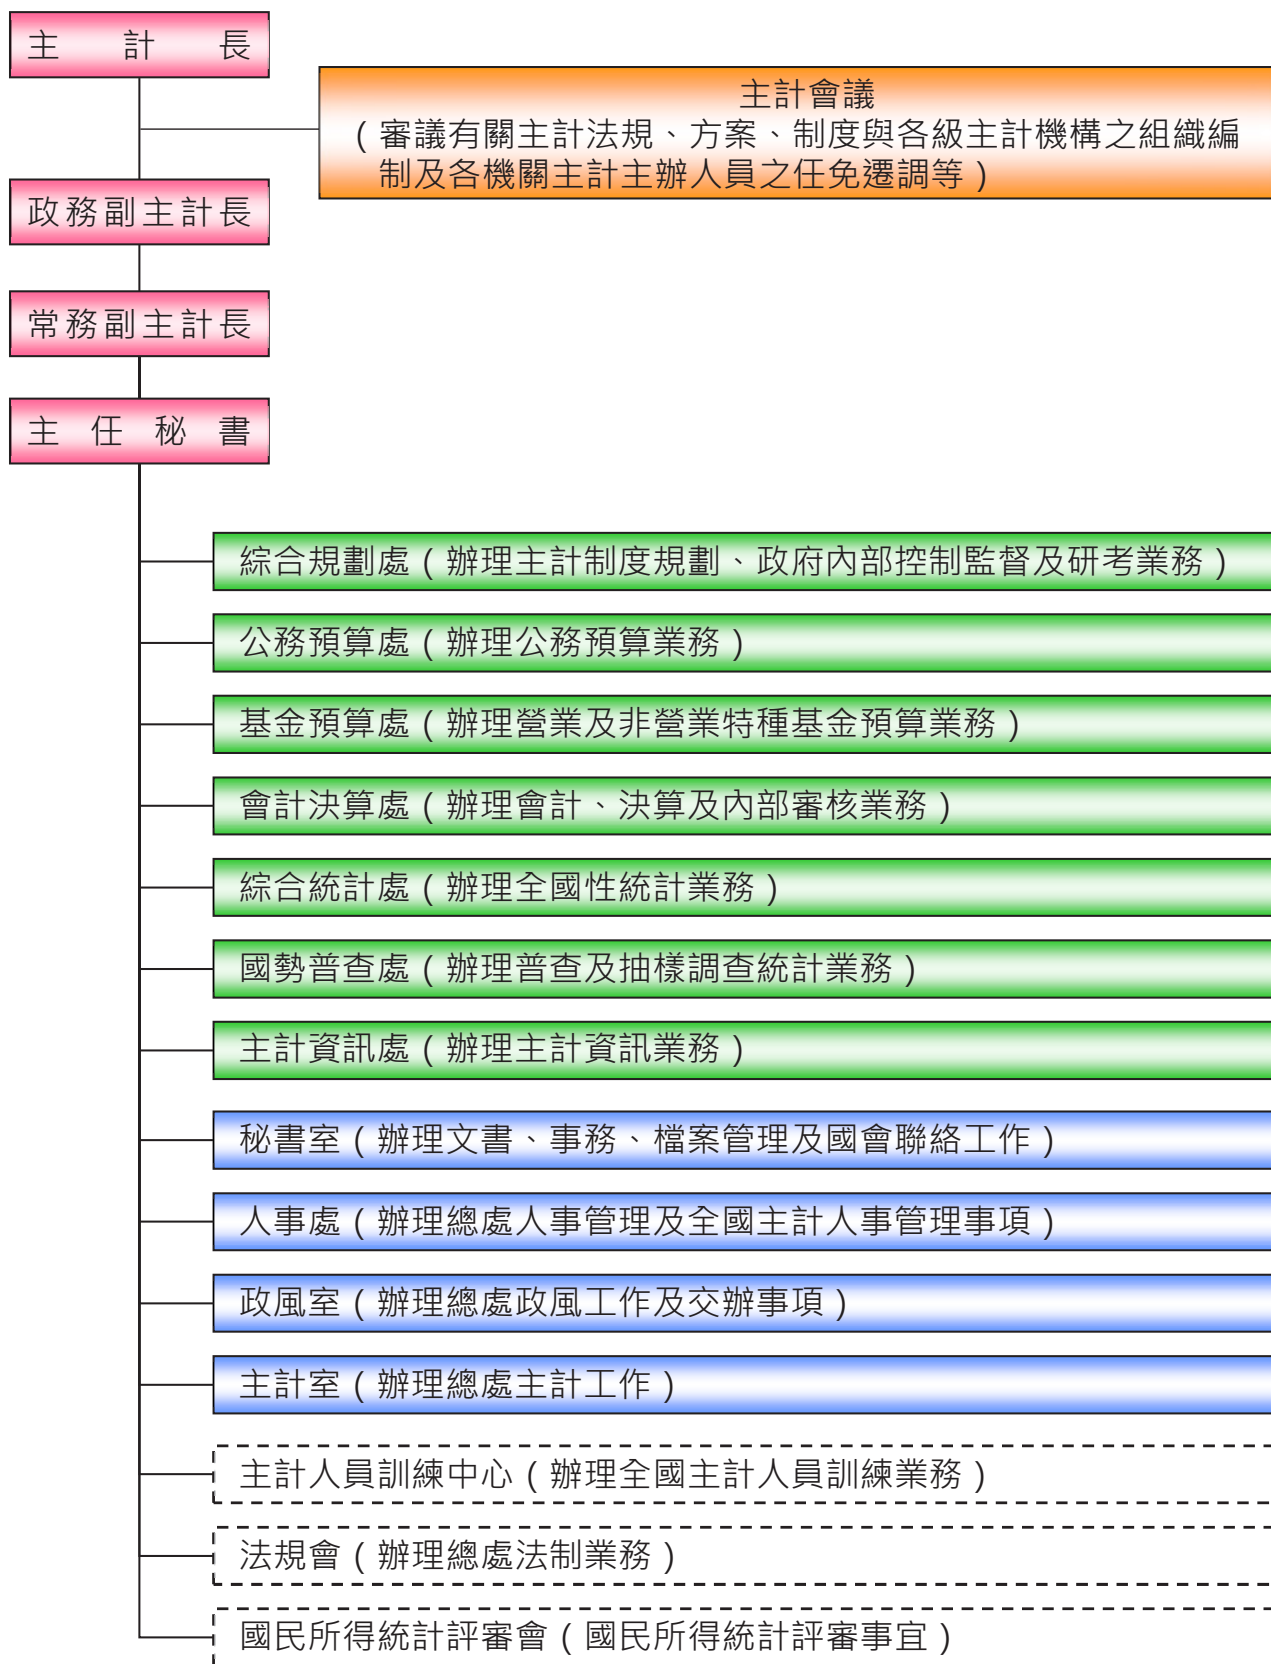 主計長
主計會議
（審議有關主計法規、方案、制度與各級主計機構之組織編
制及各機關主計主辦人員之任免遷調等）
政務副主計長
常務副主計長
主任秘書
綜合規劃處（辦理主計制度規劃、政府內部控制監督及研考業務）
公務預算處（辦理公務預算業務）
基金預算處（辦理營業及非營業特種基金預算業務）
會計決算處（辦理會計、決算及內部審核業務）
綜合統計處（辦理全國性統計業務）
國勢普查處（辦理普查及抽樣調查統計業務）
主計資訊處（辦理主計資訊業務）
秘書室（辦理文書、事務、檔案管理及國會聯絡工作）
人事處（辦理總處人事管理及全國主計人事管理事項）
政風室（辦理總處政風工作及交辦事項）
主計室（辦理總處主計工作）
主計人員訓練中心（辦理全國主計人員訓練業務）
法規會（辦理總處法制業務）
國民所得統計評審會（國民所得統計評審事宜）